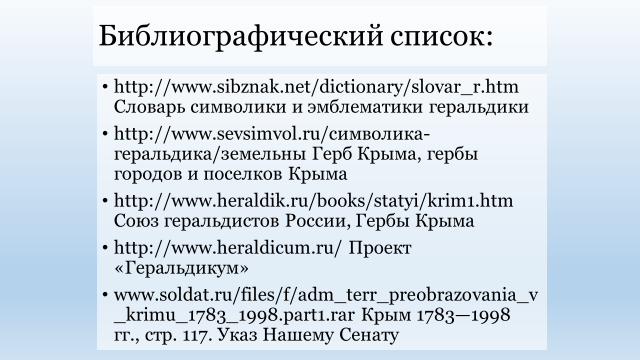 Библиографический список:
• http://www.sibznak.net/dictionary/slovar_r.htm
Словарь символики и эмблематики геральдики
• http://www.sevsimvol.ru/символика-
геральдика/земельны Герб Крыма, гербы
городов и поселков Крыма
• http://www.heraldik.ru/books/statyi/krim1.htm
Союз геральдистов России, Гербы Крыма
• http://www.heraldicum.ru/ Проект
«Геральдикум»
• www.soldat.ru/files/f/adm_terr_preobrazovania_v
_krimu_1783_1998.part1.rar Крым 1783—1998
гг., стр. 117. Указ Нашему Сенату